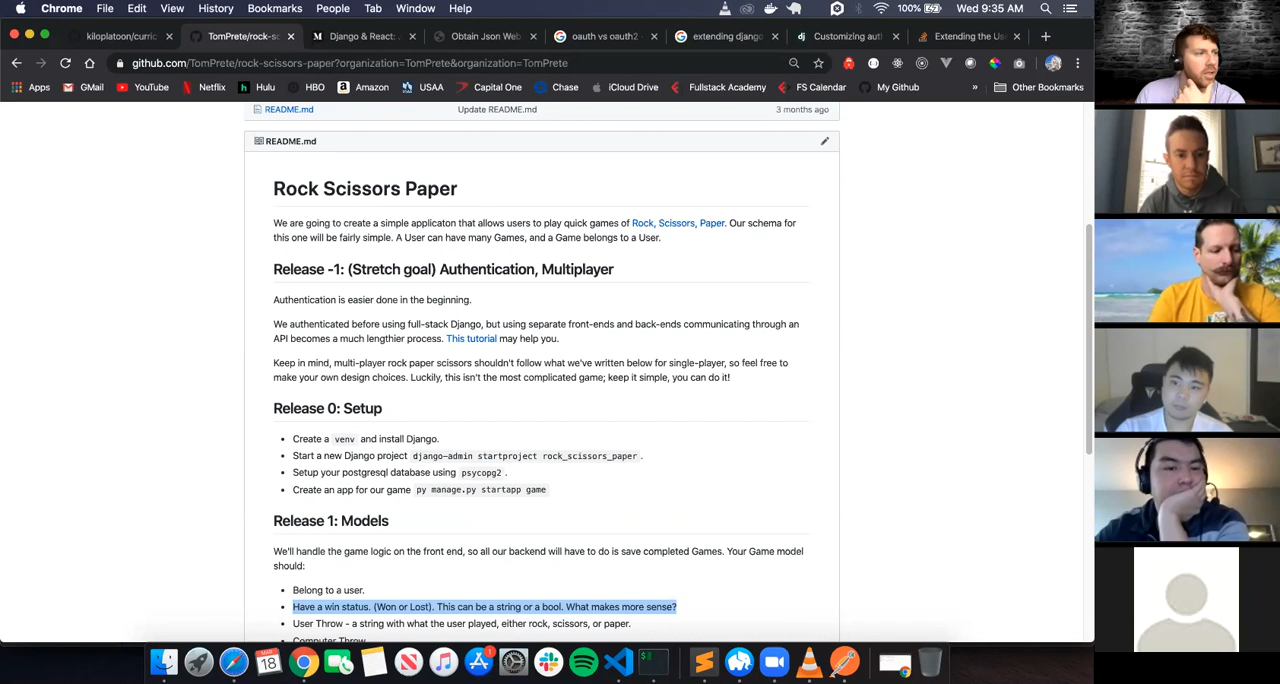 Chrome File Edit View History Bookmarks People Tab Window Help 100% Wed 9:35 AM
kiloplatoon/curric TomPrete/rock-sc Django & React: Obtain Json Web oauth vs oauth2 extending django Customizing aut Extending the Us
github.com/TomPrete/rock-scissors-paper?organization=TomPrete&organization=TomPrete
Apps GMail YouTube Netflix Hulu HBO Amazon USAA Capital One Chase iCloud Drive Fullstack Academy FS Calendar My Github » Other Bookmarks
README.md Update README.md 3 months ago
README.md
Rock Scissors Paper
We are going to create a simple applicaton that allows users to play quick games of Rock, Scissors, Paper. Our schema for
this one will be fairly simple. A User can have many Games, and a Game belongs to a User.
Release -1: (Stretch goal) Authentication, Multiplayer
Authentication is easier done in the beginning.
We authenticated before using full-stack Django, but using separate front-ends and back-ends communicating through an
API becomes a much lengthier process. This tutorial may help you.
Keep in mind, multi-player rock paper scissors shouldn't follow what we've written below for single-player, so feel free to
make your own design choices. Luckily, this isn't the most complicated game; keep it simple, you can do it!
Release 0: Setup
• Create a venv and install Django.
• Start a new Django project django-admin startproject rock_scissors_paper.
• Setup your postgresql database using psycopg2.
• Create an app for our game py manage.py startapp game
Release 1: Models
We'll handle the game logic on the front end, so all our backend will have to do is save completed Games. Your Game model
should:
• Belong to a user.
• Have a win status. (Won or Lost). This can be a string or a bool. What makes more sense?
• User Throw - a string with what the user played, either rock, scissors, or paper.
• Computer Throw
MAR 18 1